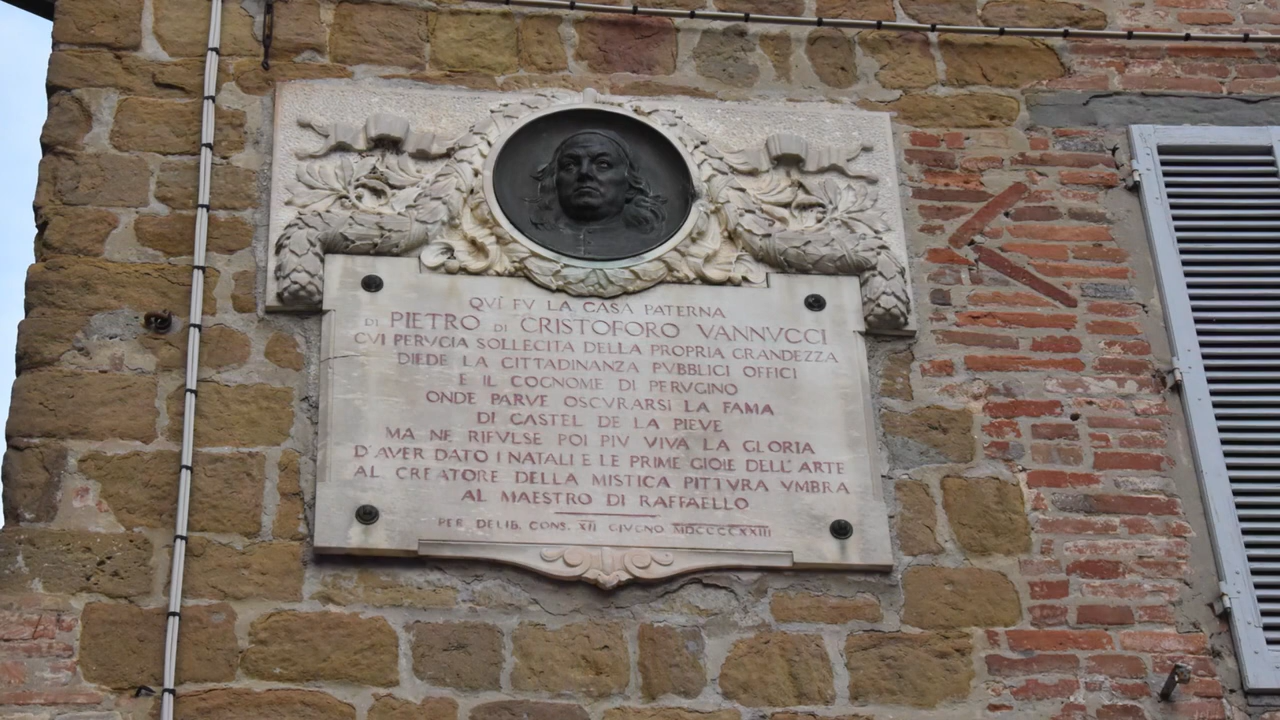 QVÍ FV LA CASA PATERNA
DI PIETRO DI CRISTOFORO VANNVCCI
CVI PERVGIA SOLLECITA DELLA PROPRIA GRANDEZZA
DIEDE LA CITTADINANZA PVBBLICI OFFICI
E IL COGNOME DI PERVGINO
ONDE PARVE OSCVRARSI LA FAMA
DI CASTEL DE LA PIEVE
MA NE RIFVLSE POI PIV VIVA LA GLORIA
D'AVER DATO I NATALI E LE PRIME GIOIE DELL'ARTE
AL CREATORE DELLA MISTICA PITTVRA VMBRA
AL MAESTRO DI RAFFAELLO
PER DELIB. CONS. XII GIVGNO MDCCCCXXIII